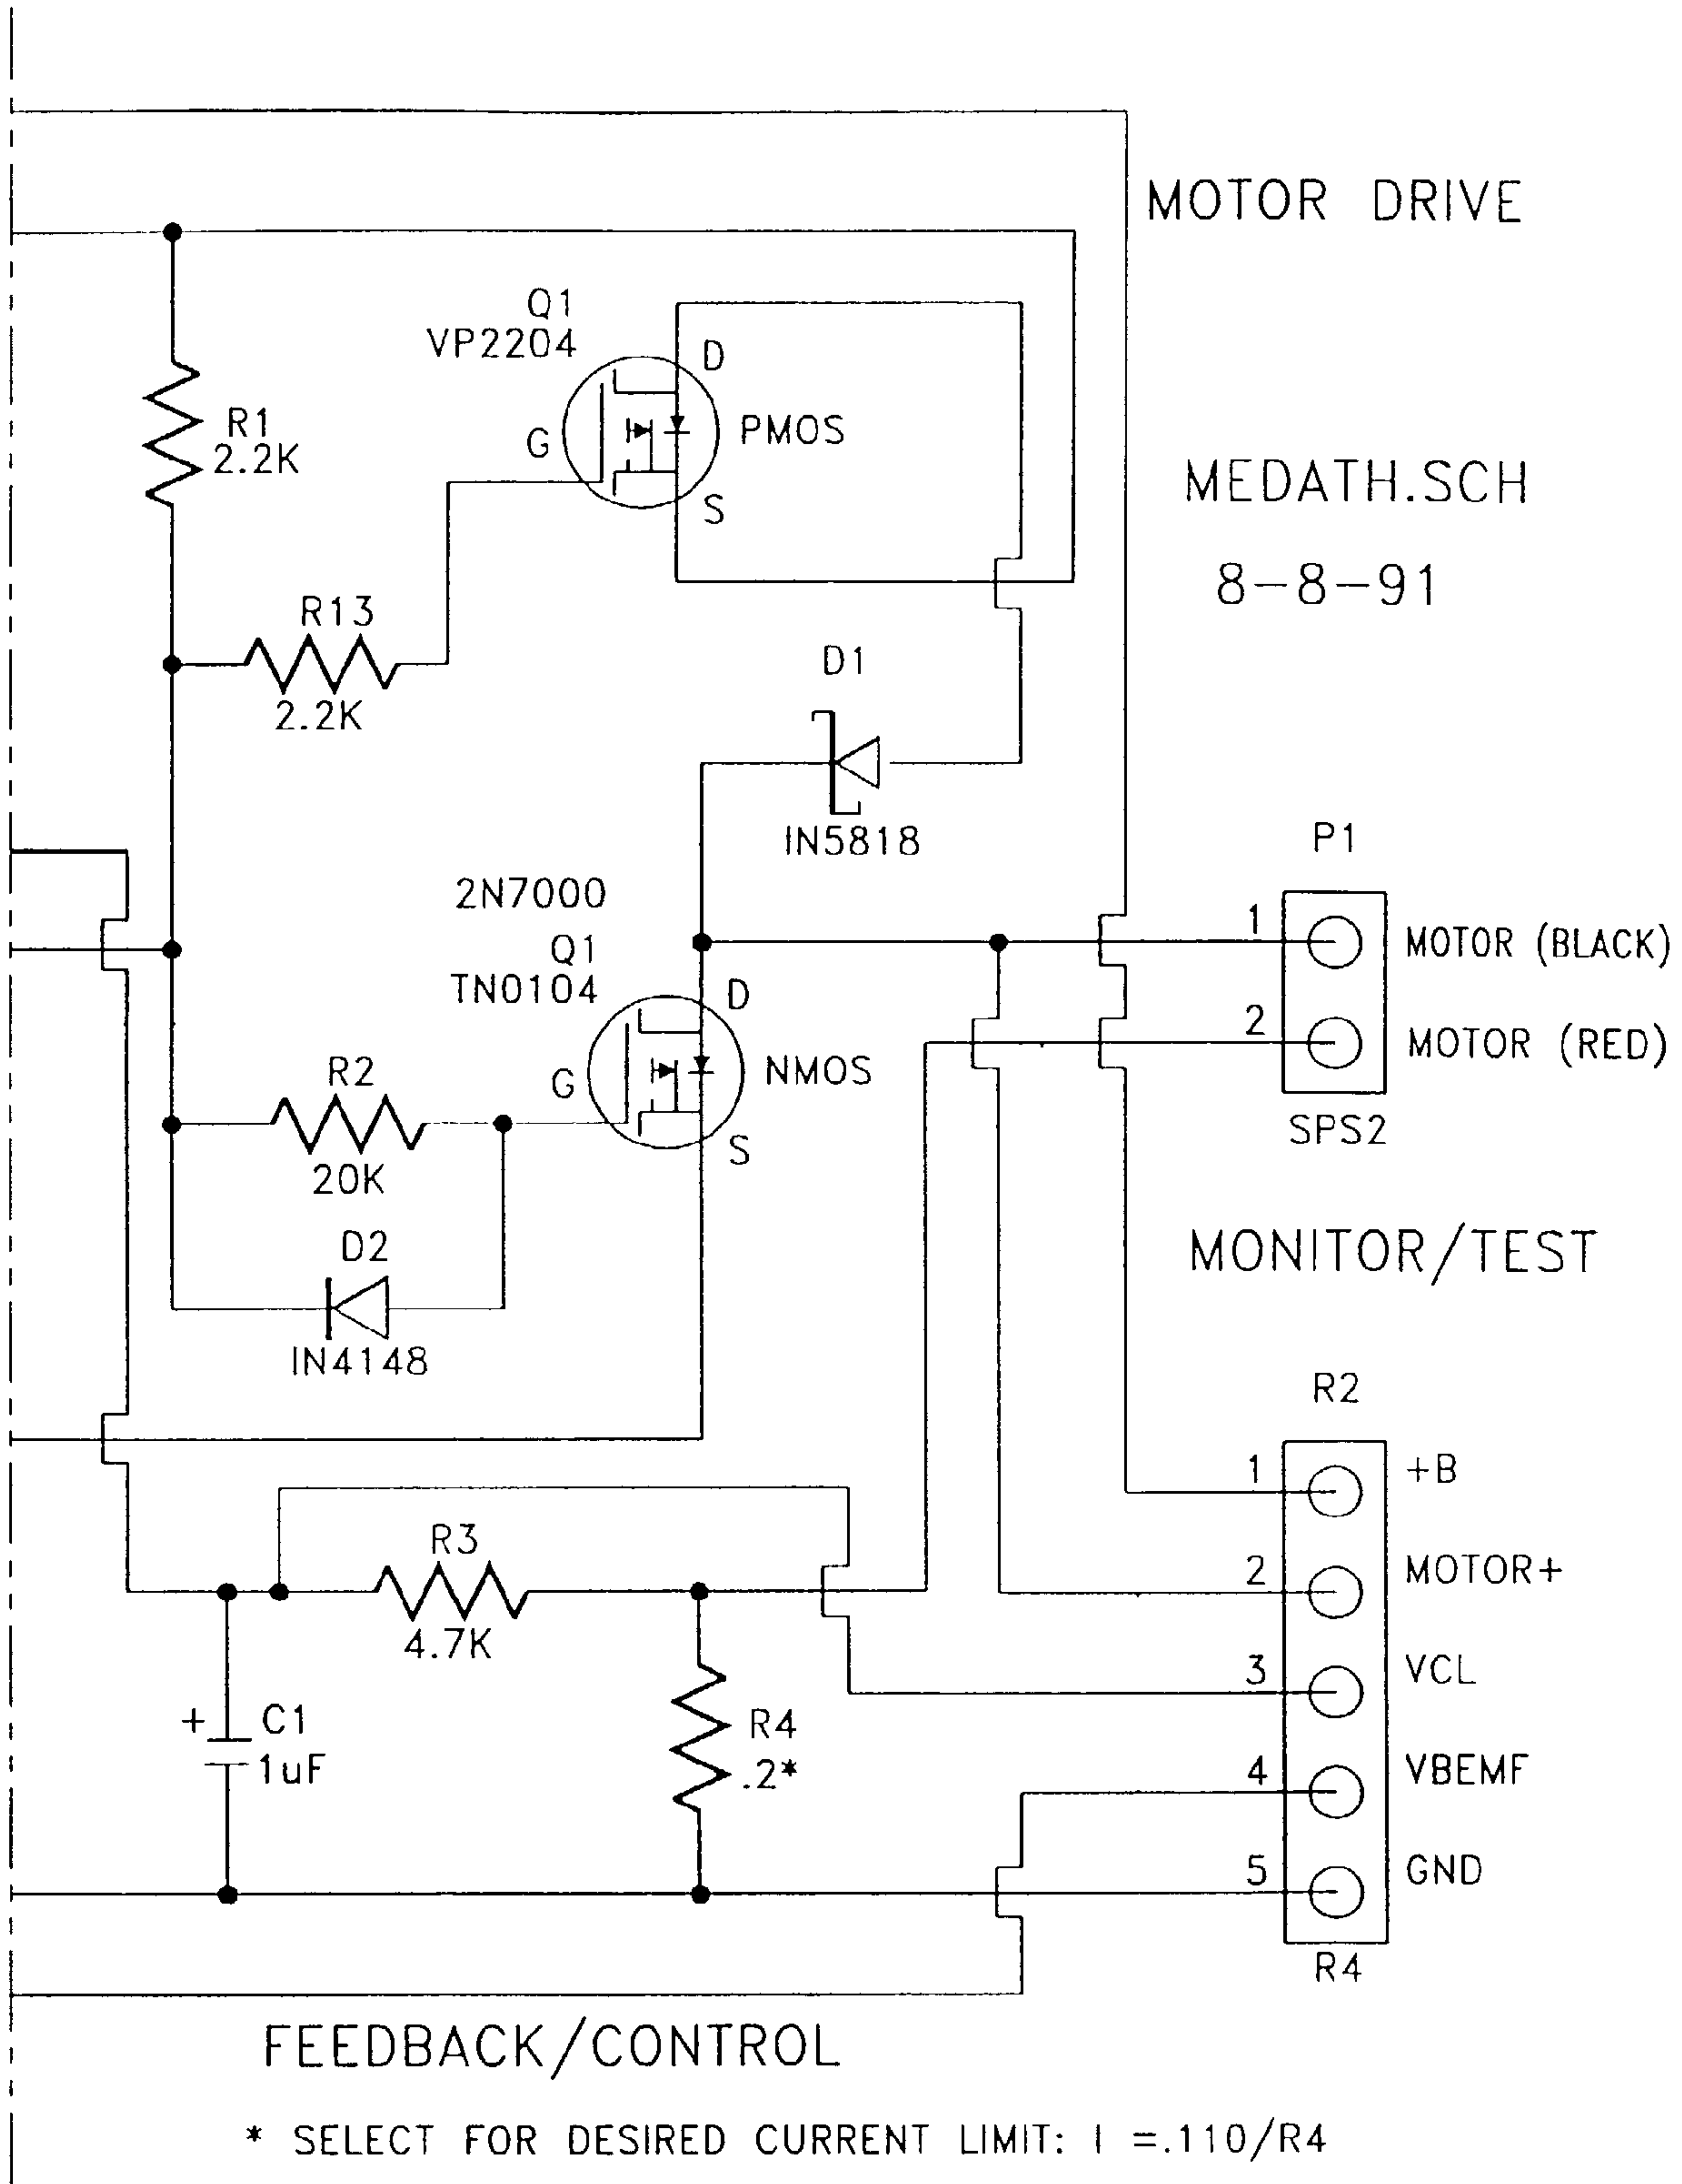 MOTOR DRIVE
Q1
VP2204
D
G
PMOS
S
R1
2.2K
MEDATH.SCH
8-8-91
R13
2.2K
D1
IN5818
P1
2N7000
Q1
TN0104
D
G
NMOS
S
1
MOTOR (BLACK)
2
MOTOR (RED)
SPS2
R2
20K
D2
IN4148
MONITOR/TEST
R2
1
+B
2
MOTOR+
3
VCL
4
VBEMF
5
GND
R4
R3
4.7K
+ C1
1uF
R4
.2*
FEEDBACK/CONTROL
* SELECT FOR DESIRED CURRENT LIMIT: I =.110/R4